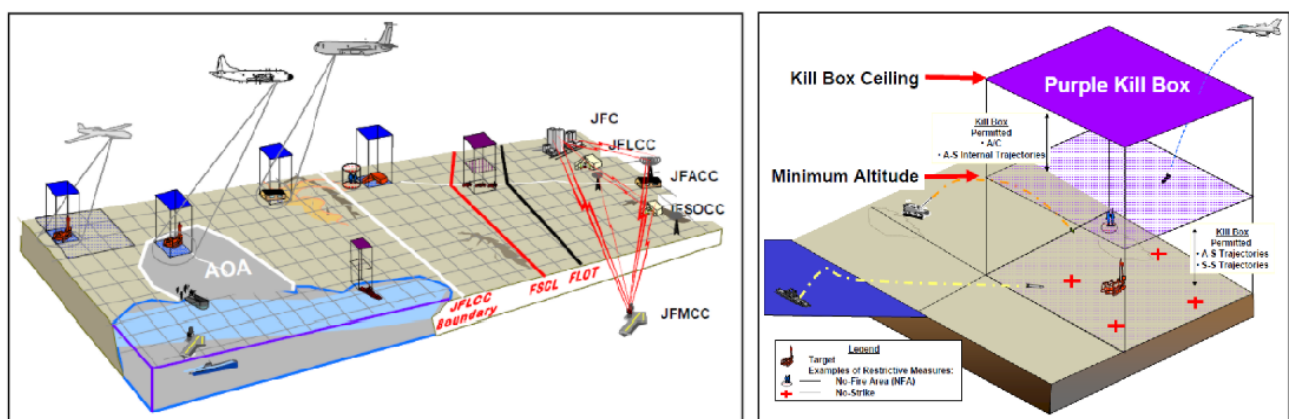 JFC
JFLCC
JFACC
JFSOCC
AOA
JFLCC
Boundary
FSCL
FLOT
JFMCC
Kill Box Ceiling
Purple Kill Box
Kill Box
Permitted
• A/C
• A-S Internal Trajectories
Minimum Altitude
Kill Box
Permitted
• A-S Trajectories
• S-S Trajectories
Legend
Target
Examples of Restrictive Measures:
No-Fire Area (NFA)
No-Strike